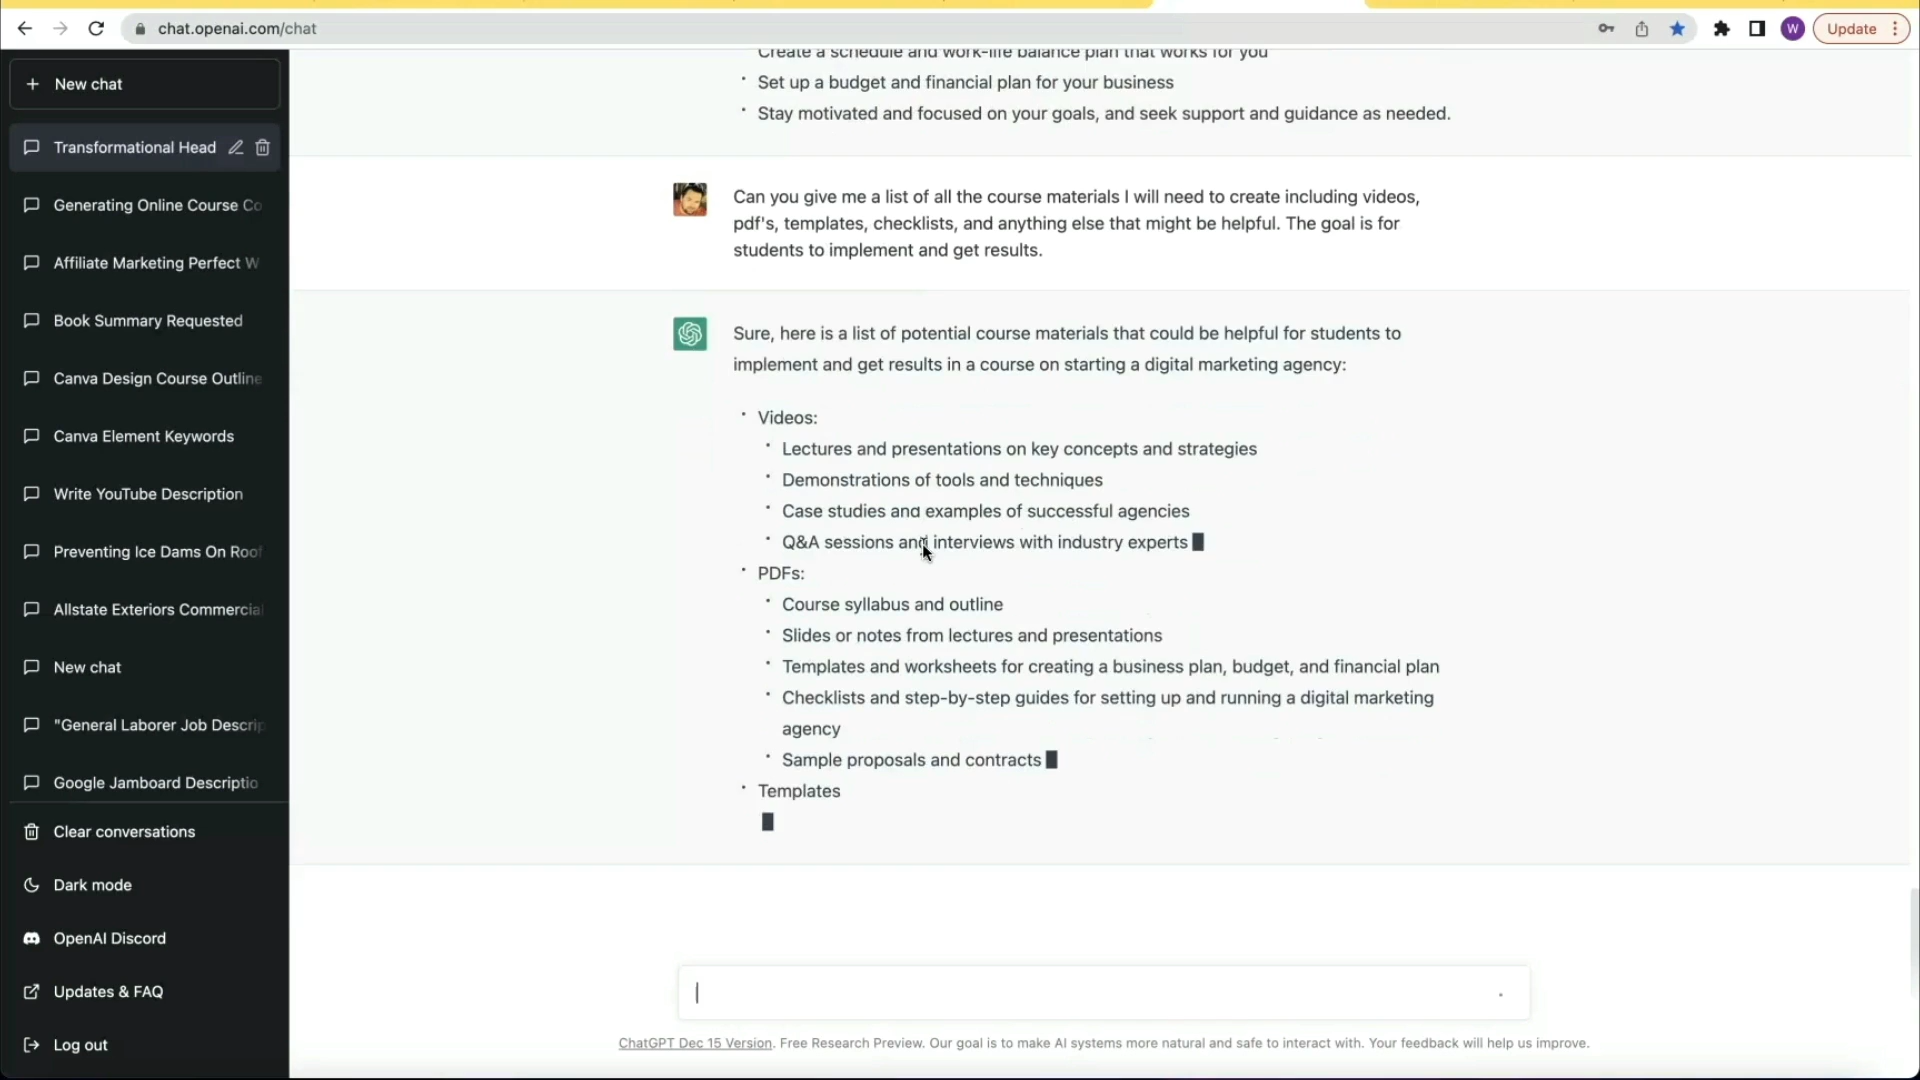 chat.openai.com/chat
W
Update
New chat
Transformational Head
Generating Online Course Co
Affiliate Marketing Perfect W
Book Summary Requested
Canva Design Course Outline
Canva Element Keywords
Write YouTube Description
Preventing Ice Dams On Roof
Allstate Exteriors Commercial
New chat
"General Laborer Job Descrip
Google Jamboard Descriptio
Clear conversations
Dark mode
OpenAI Discord
Updates & FAQ
Log out
Create a schedule and work-life balance plan that works for you
Set up a budget and financial plan for your business
Stay motivated and focused on your goals, and seek support and guidance as needed.
Can you give me a list of all the course materials I will need to create including videos,
pdf's, templates, checklists, and anything else that might be helpful. The goal is for
students to implement and get results.
Sure, here is a list of potential course materials that could be helpful for students to
implement and get results in a course on starting a digital marketing agency:
Videos:
Lectures and presentations on key concepts and strategies
Demonstrations of tools and techniques
Case studies and examples of successful agencies
Q&A sessions and interviews with industry experts
PDFs:
Course syllabus and outline
Slides or notes from lectures and presentations
Templates and worksheets for creating a business plan, budget, and financial plan
Checklists and step-by-step guides for setting up and running a digital marketing
agency
Sample proposals and contracts
Templates
ChatGPT Dec 15 Version. Free Research Preview. Our goal is to make AI systems more natural and safe to interact with. Your feedback will help us improve.